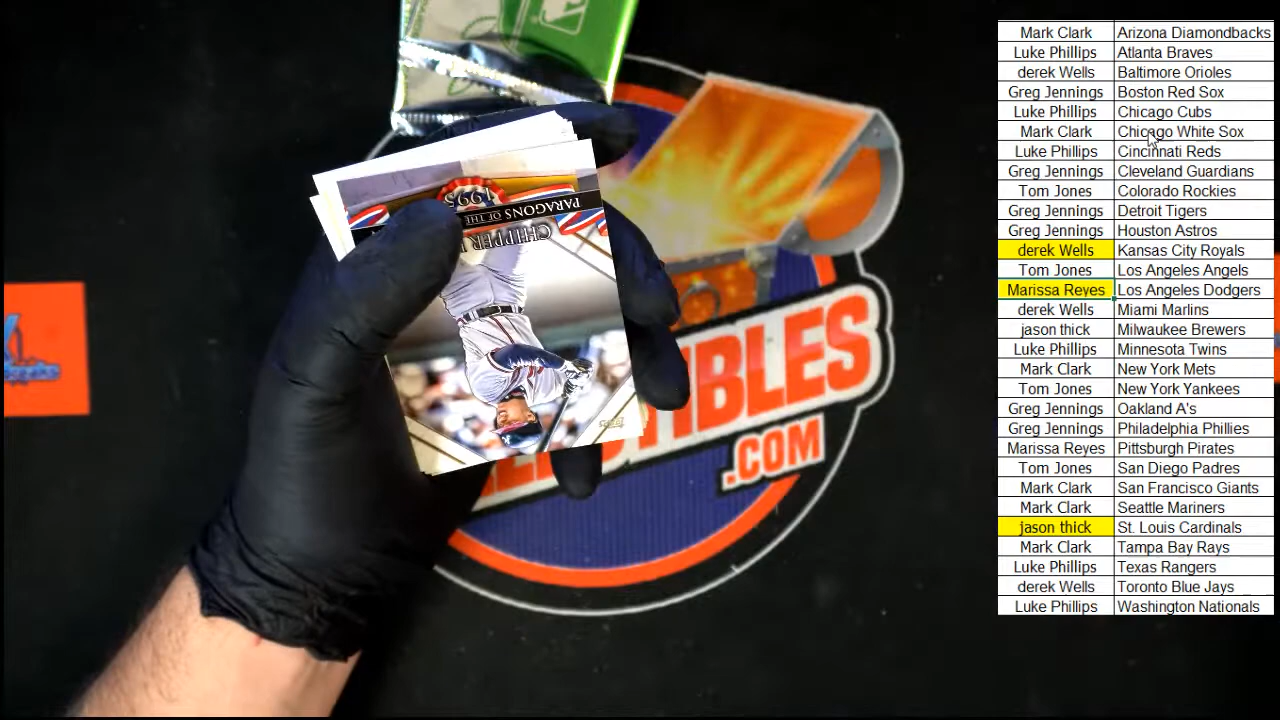 Mark Clark Arizona Diamondbacks
Luke Phillips Atlanta Braves
derek Wells Baltimore Orioles
Greg Jennings Boston Red Sox
Luke Phillips Chicago Cubs
Mark Clark Chicago White Sox
Luke Phillips Cincinnati Reds
Greg Jennings Cleveland Guardians
Tom Jones Colorado Rockies
Greg Jennings Detroit Tigers
Greg Jennings Houston Astros
derek Wells Kansas City Royals
Tom Jones Los Angeles Angels
Marissa Reyes Los Angeles Dodgers
derek Wells Miami Marlins
jason thick Milwaukee Brewers
Luke Phillips Minnesota Twins
Mark Clark New York Mets
Tom Jones New York Yankees
Greg Jennings Oakland A's
Greg Jennings Philadelphia Phillies
Marissa Reyes Pittsburgh Pirates
Tom Jones San Diego Padres
Mark Clark San Francisco Giants
Mark Clark Seattle Mariners
jason thick St. Louis Cardinals
Mark Clark Tampa Bay Rays
Luke Phillips Texas Rangers
derek Wells Toronto Blue Jays
Luke Phillips Washington Nationals
1995
PARAGONS OF THE
CHIPPER
.COM